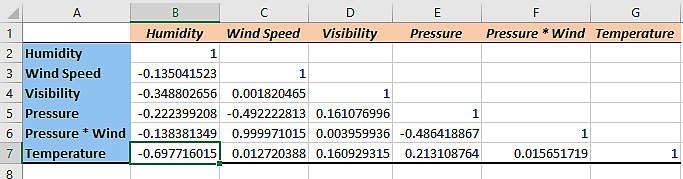 A B C D E F G
1 Humidity Wind Speed Visibility Pressure Pressure * Wind Temperature
2 Humidity 1
3 Wind Speed -0.135041523 1
4 Visibility -0.348802656 0.001820465 1
5 Pressure -0.222399208 -0.492222813 0.161076996 1
6 Pressure * Wind -0.138381349 0.999971015 0.003959936 -0.486418867 1
7 Temperature -0.697716015 0.012720388 0.160929315 0.213108764 0.015651719 1
8